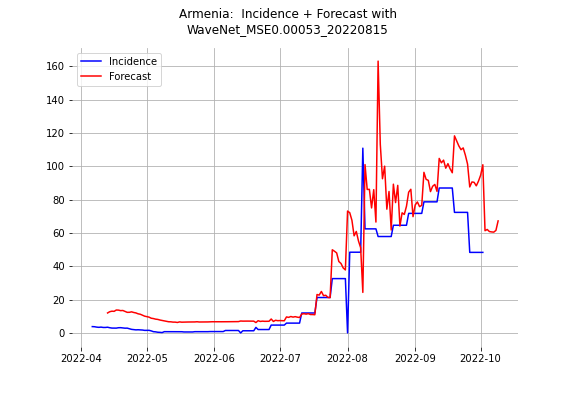 Armenia:  Incidence + Forecast with
WaveNet_MSE0.00053_20220815
Incidence
Forecast
160
140
120
100
80
60
40
20
0
2022-04 2022-05 2022-06 2022-07 2022-08 2022-09 2022-10